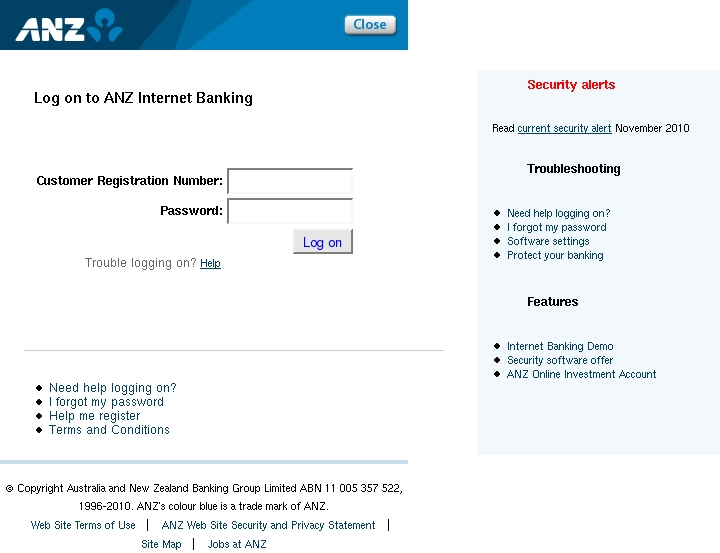 ANZ
Close
Log on to ANZ Internet Banking
Customer Registration Number:
Password:
Log on
Trouble logging on? Help
Need help logging on?
I forgot my password
Help me register
Terms and Conditions
Security alerts
Read current security alert November 2010
Troubleshooting
Need help logging on?
I forgot my password
Software settings
Protect your banking
Features
Internet Banking Demo
Security software offer
ANZ Online Investment Account
© Copyright Australia and New Zealand Banking Group Limited ABN 11 005 357 522,
1996-2010. ANZ's colour blue is a trade mark of ANZ.
Web Site Terms of Use | ANZ Web Site Security and Privacy Statement |
Site Map | Jobs at ANZ